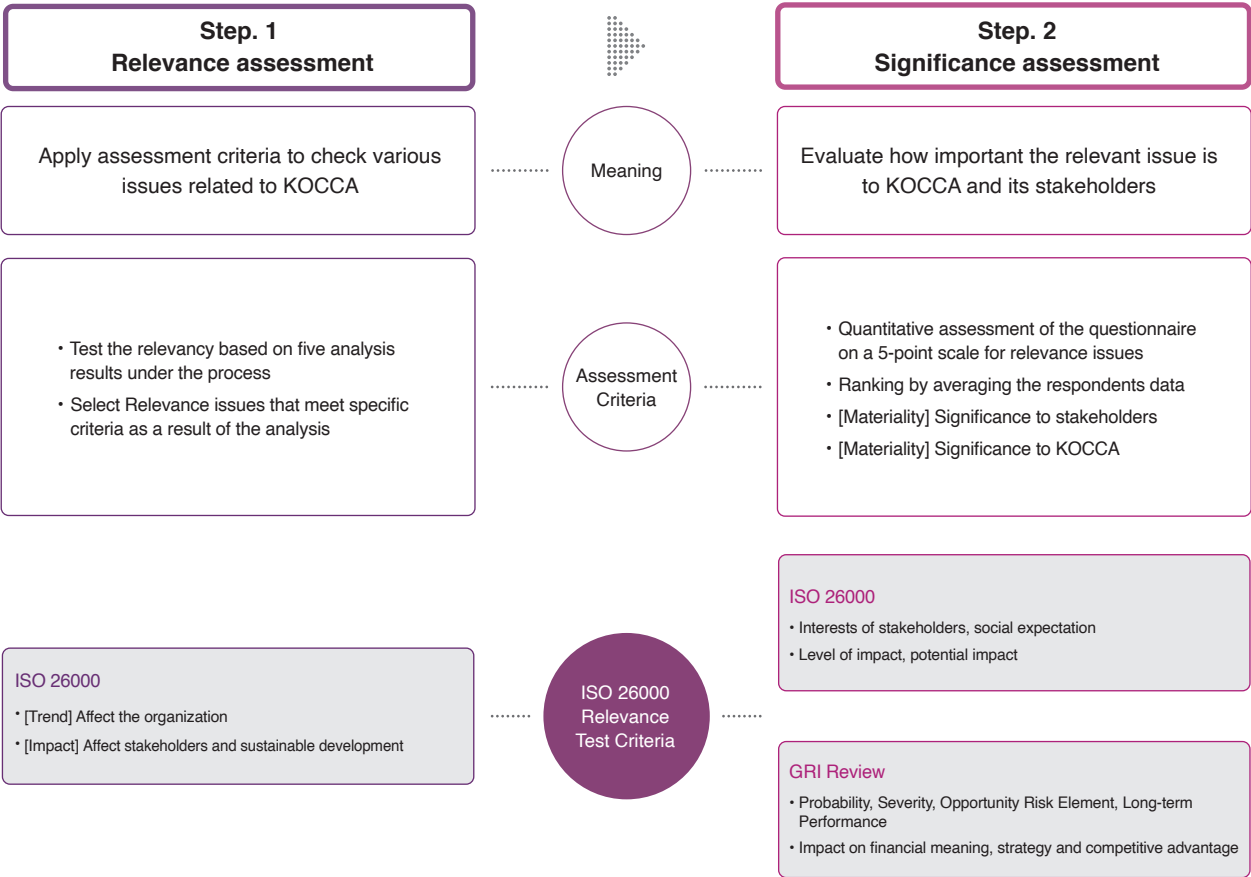 Step. 1
Relevance assessment
Step. 2
Significance assessment
Apply assessment criteria to check various
issues related to KOCCA
Meaning
Evaluate how important the relevant issue is
to KOCCA and its stakeholders
• Test the relevancy based on five analysis
results under the process
• Select Relevance issues that meet specific
criteria as a result of the analysis
Assessment
Criteria
• Quantitative assessment of the questionnaire
on a 5-point scale for relevance issues
• Ranking by averaging the respondents data
• [Materiality] Significance to stakeholders
• [Materiality] Significance to KOCCA
ISO 26000
• [Trend] Affect the organization
• [Impact] Affect stakeholders and sustainable development
ISO 26000
Relevance
Test Criteria
ISO 26000
• Interests of stakeholders, social expectation
• Level of impact, potential impact
GRI Review
• Probability, Severity, Opportunity Risk Element, Long-term
Performance
• Impact on financial meaning, strategy and competitive advantage